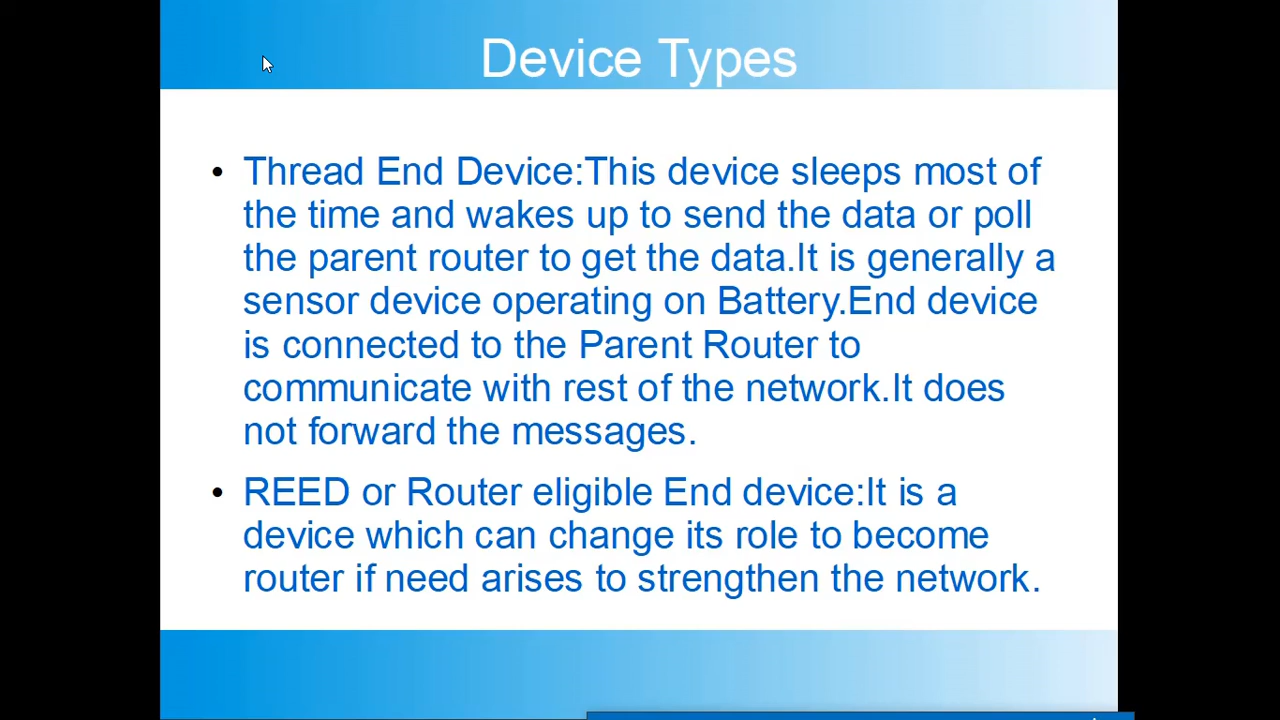 Device Types
• Thread End Device:This device sleeps most of
the time and wakes up to send the data or poll
the parent router to get the data.It is generally a
sensor device operating on Battery.End device
is connected to the Parent Router to
communicate with rest of the network.It does
not forward the messages.
• REED or Router eligible End device:It is a
device which can change its role to become
router if need arises to strengthen the network.